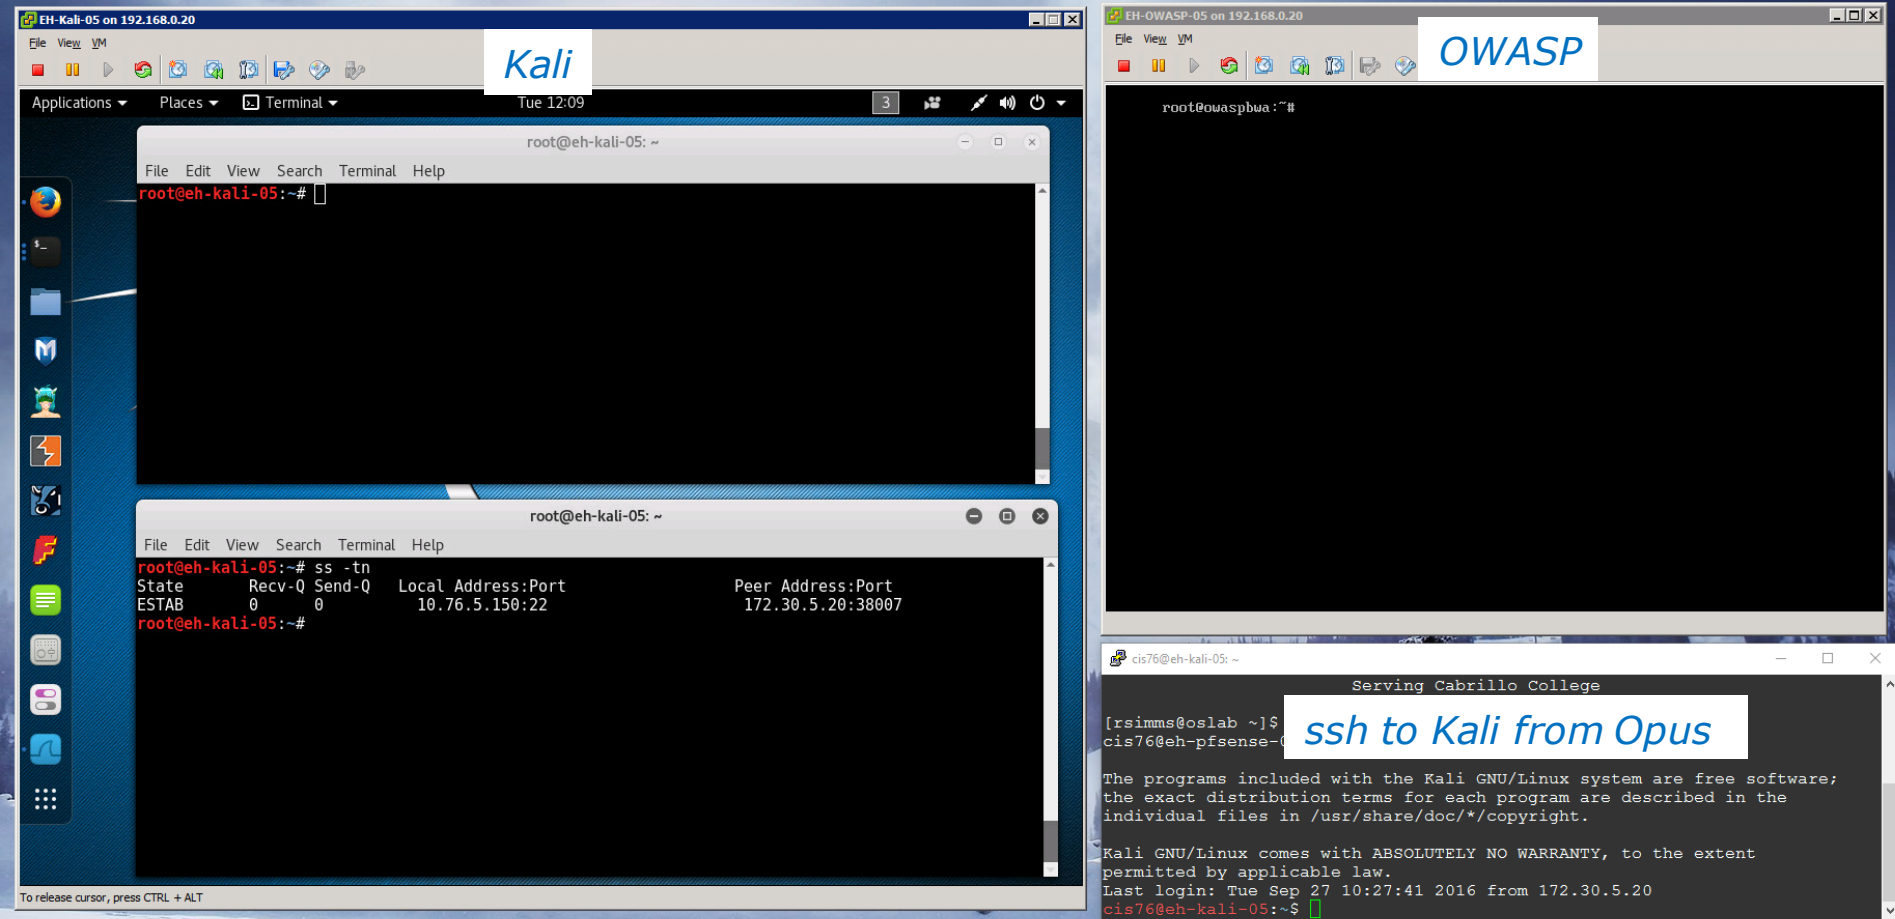 EH-Kali-05 on 192.168.0.20
File View VM
Kali
Applications Places Terminal Tue 12:09 3
root@eh-kali-05: ~
File Edit View Search Terminal Help
root@eh-kali-05:~#
root@eh-kali-05: ~
File Edit View Search Terminal Help
root@eh-kali-05:~# ss -tn
State Recv-Q Send-Q Local Address:Port Peer Address:Port
ESTAB 0 0 10.76.5.150:22 172.30.5.20:38007
root@eh-kali-05:~#
To release cursor, press CTRL + ALT
EH-OWASP-05 on 192.168.0.20
File View VM
OWASP
root@owaspbwa:~#
cis76@eh-kali-05: ~
Serving Cabrillo College
[rsimms@oslab ~]$
cis76@eh-pfsense-
ssh to Kali from Opus
The programs included with the Kali GNU/Linux system are free software;
the exact distribution terms for each program are described in the
individual files in /usr/share/doc/*/copyright.
Kali GNU/Linux comes with ABSOLUTELY NO WARRANTY, to the extent
permitted by applicable law.
Last login: Tue Sep 27 10:27:41 2016 from 172.30.5.20
cis76@eh-kali-05:~$